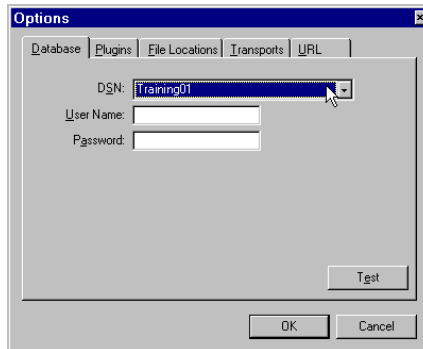 Options
Database Plugins File Locations Transports URL
DSN: Training01
User Name:
Password:
Test
OK Cancel